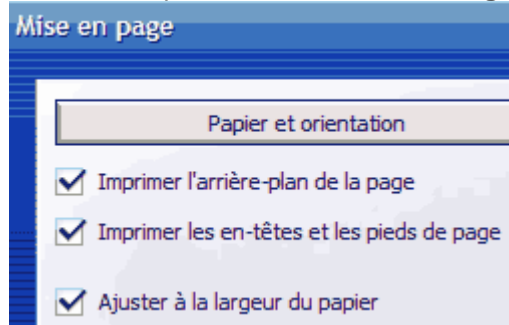 Mise en page
Papier et orientation
Imprimer l'arrière-plan de la page
Imprimer les en-têtes et les pieds de page
Ajuster à la largeur du papier